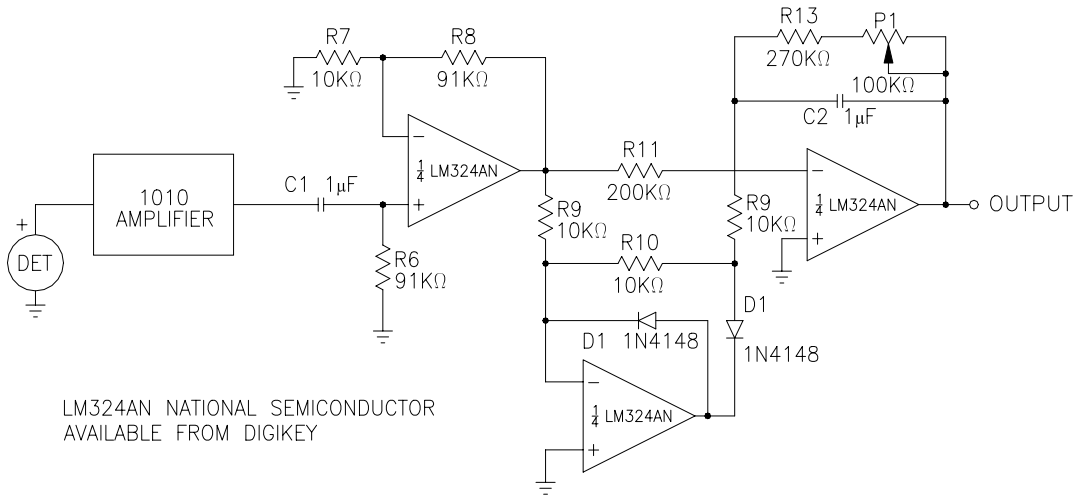 R13
P1
270KΩ
100KΩ
R7
R8
10KΩ
91KΩ
C2 1μF
−
1/4 LM324AN
+
R11
200KΩ
−
1/4 LM324AN
+
OUTPUT
1010
AMPLIFIER
C1 1μF
+
DET
R6
91KΩ
R9
10KΩ
R9
10KΩ
R10
10KΩ
D1
1N4148
D1 1N4148
−
1/4 LM324AN
+
LM324AN NATIONAL SEMICONDUCTOR
AVAILABLE FROM DIGIKEY